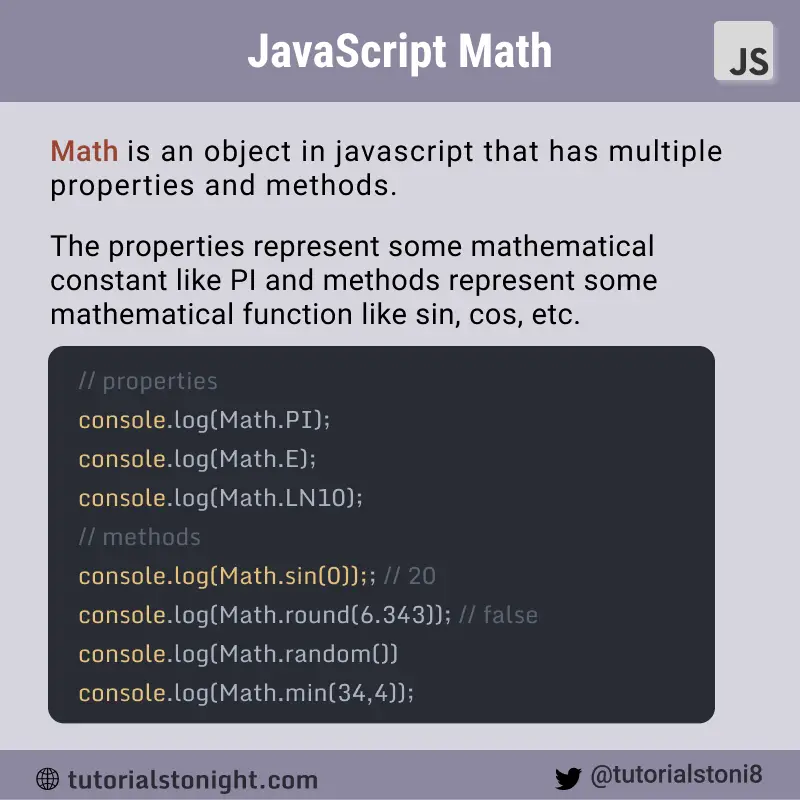 JavaScript Math
JS
Math is an object in javascript that has multiple
properties and methods.
The properties represent some mathematical
constant like PI and methods represent some
mathematical function like sin, cos, etc.
// properties
console.log(Math.PI);
console.log(Math.E);
console.log(Math.LN10);
// methods
console.log(Math.sin(0));; // 20
console.log(Math.round(6.343)); // false
console.log(Math.random())
console.log(Math.min(34,4));
tutorialstonight.com
@tutorialstoni8